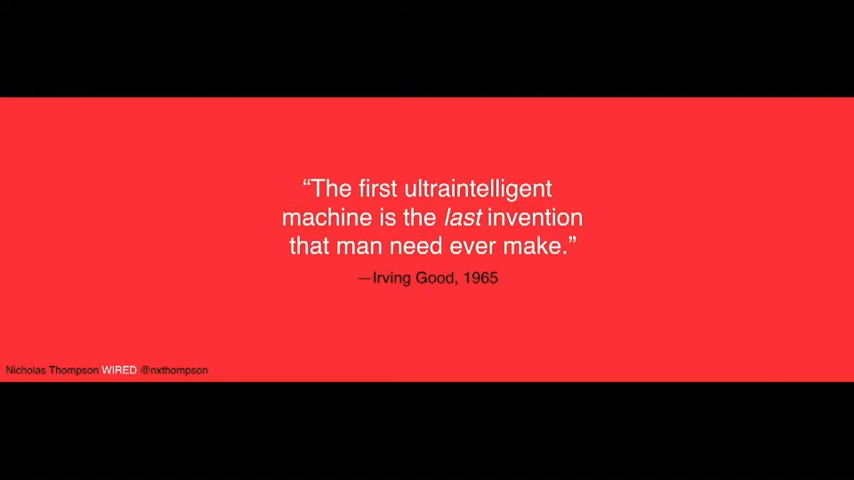 “The first ultraintelligent
machine is the last invention
that man need ever make.”
—Irving Good, 1965
Nicholas Thompson WIRED @nxthompson